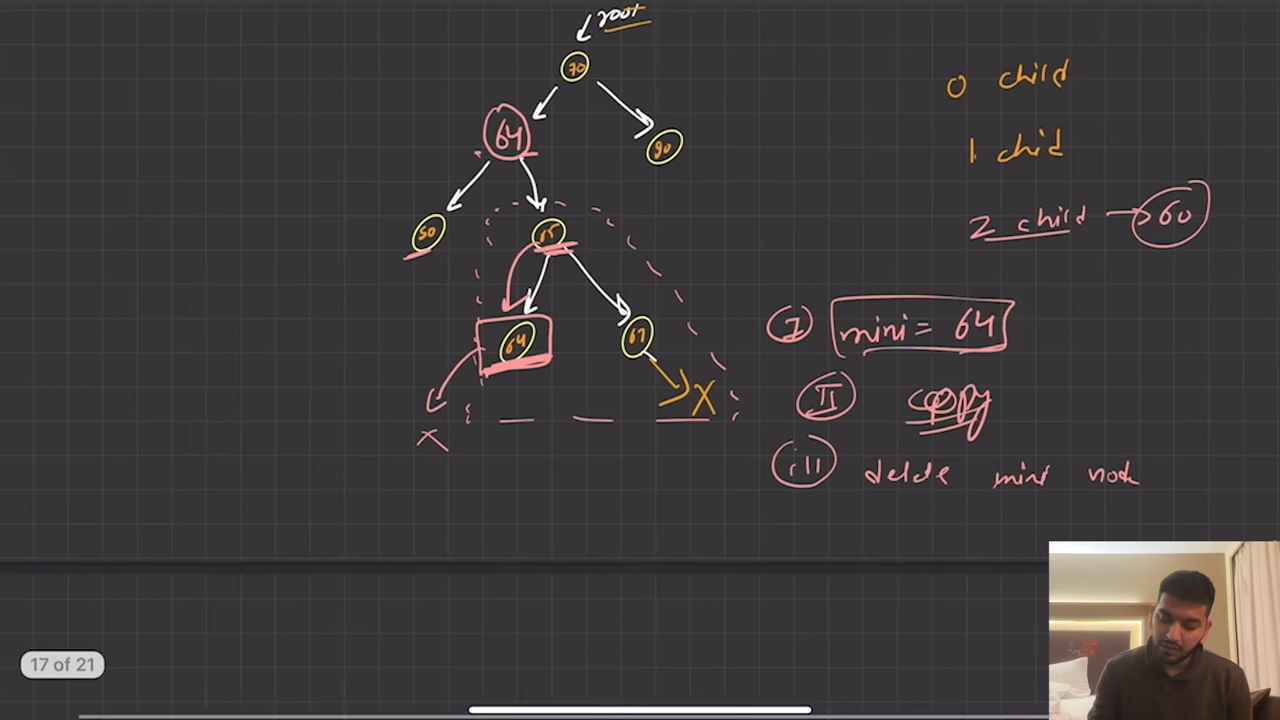 root
70
64
90
50
65
64
67
X
X
0 child
1 child
2 child → 60
I mini = 64
II copy
iii delete mini node
17 of 21